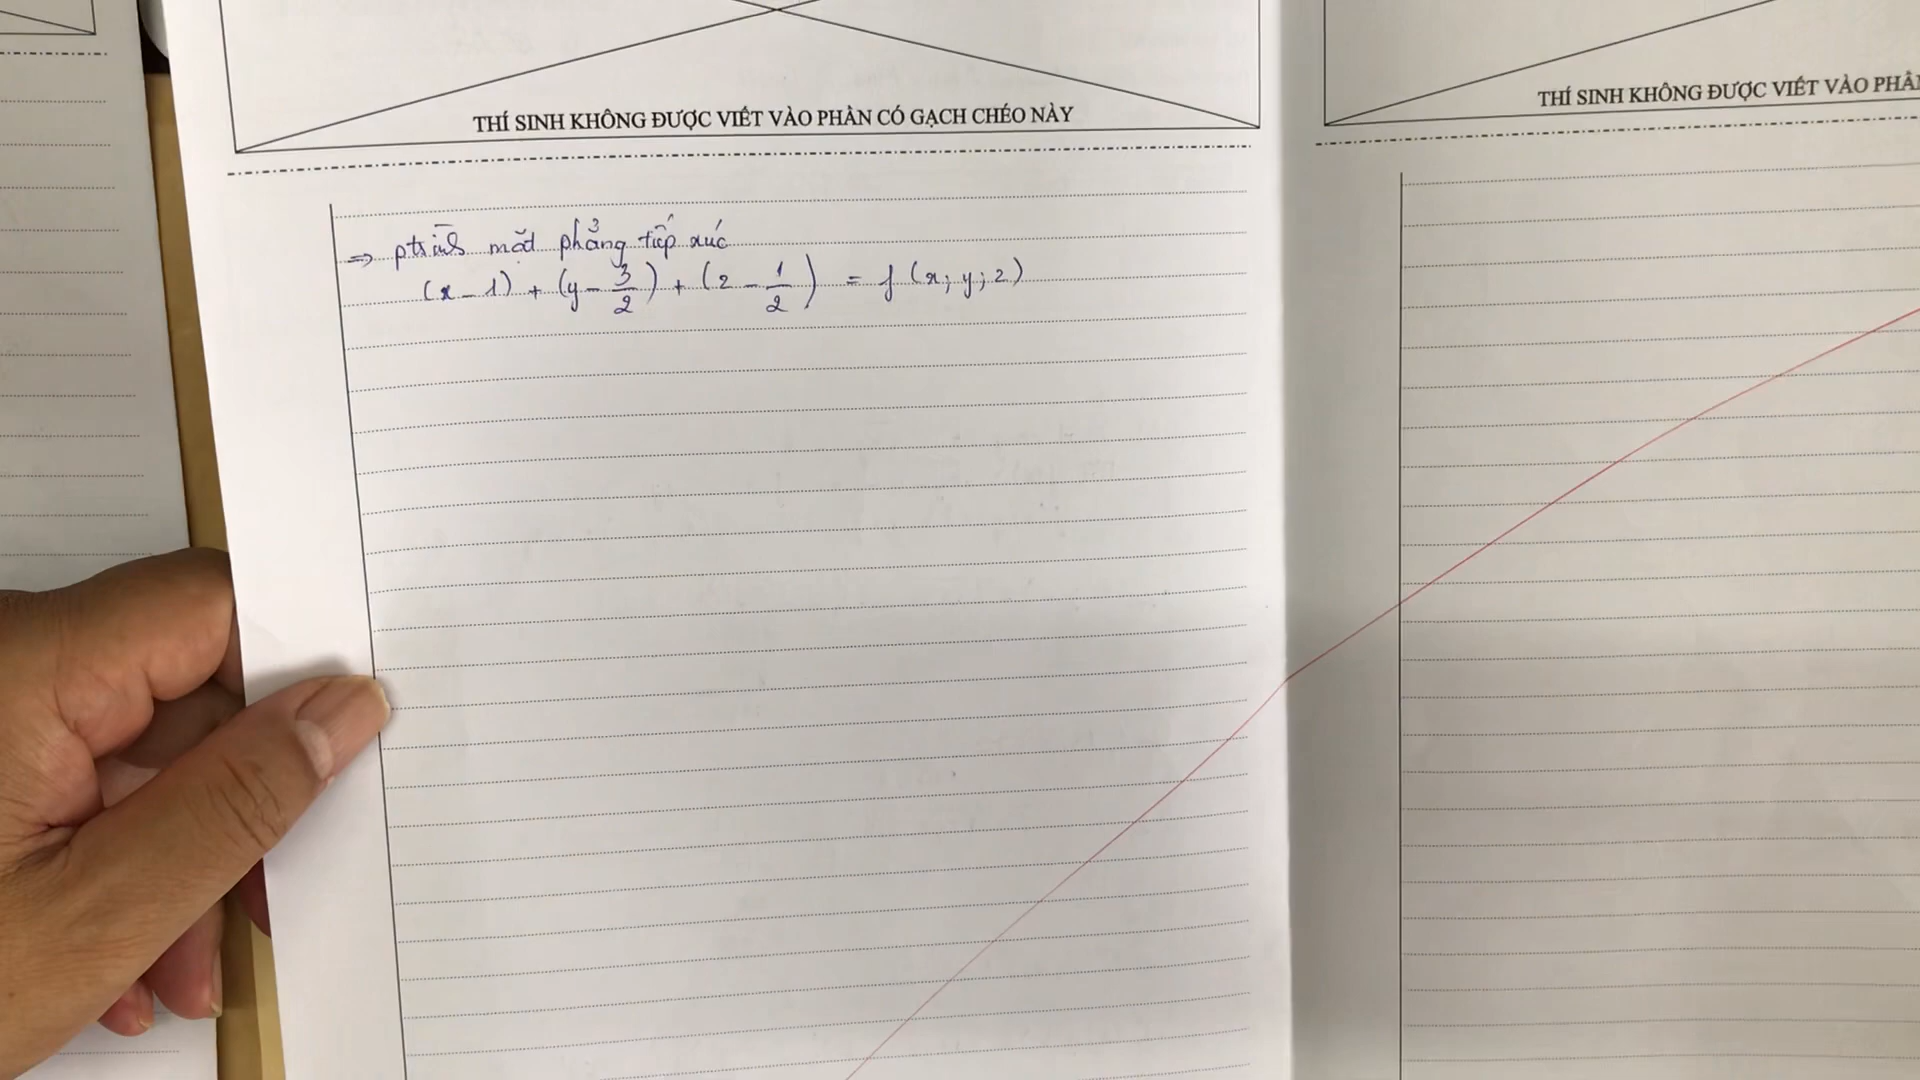 THÍ SINH KHÔNG ĐƯỢC VIẾT VÀO PHẦN CÓ GẠCH CHÉO NÀY
THÍ SINH KHÔNG ĐƯỢC VIẾT VÀO
=> ptrình mặt phẳng tiếp xúc
(x - 1) + (y - 3/2) + (z - 1/2) = f(x; y; z)